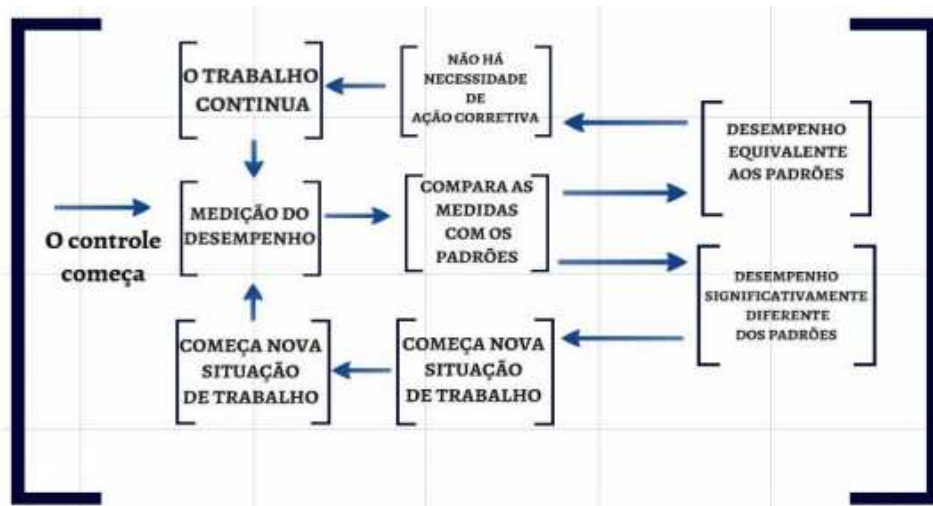 O TRABALHO
CONTINUA
NÃO HÁ
NECESSIDADE
DE
AÇÃO CORRETIVA
DESEMPENHO
EQUIVALENTE
AOS PADRÕES
O controle
começa
MEDIÇÃO DO
DESEMPENHO
COMPARA AS
MEDIDAS
COM OS
PADRÕES
DESEMPENHO
SIGNIFICATIVAMENTE
DIFERENTE
DOS PADRÕES
COMEÇA NOVA
SITUAÇÃO
DE TRABALHO
COMEÇA NOVA
SITUAÇÃO
DE TRABALHO